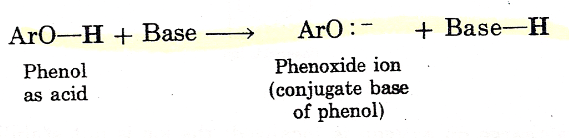 ArO—H + Base ⟶ ArO:⁻ + Base—H
Phenol Phenoxide ion
as acid (conjugate base
of phenol)